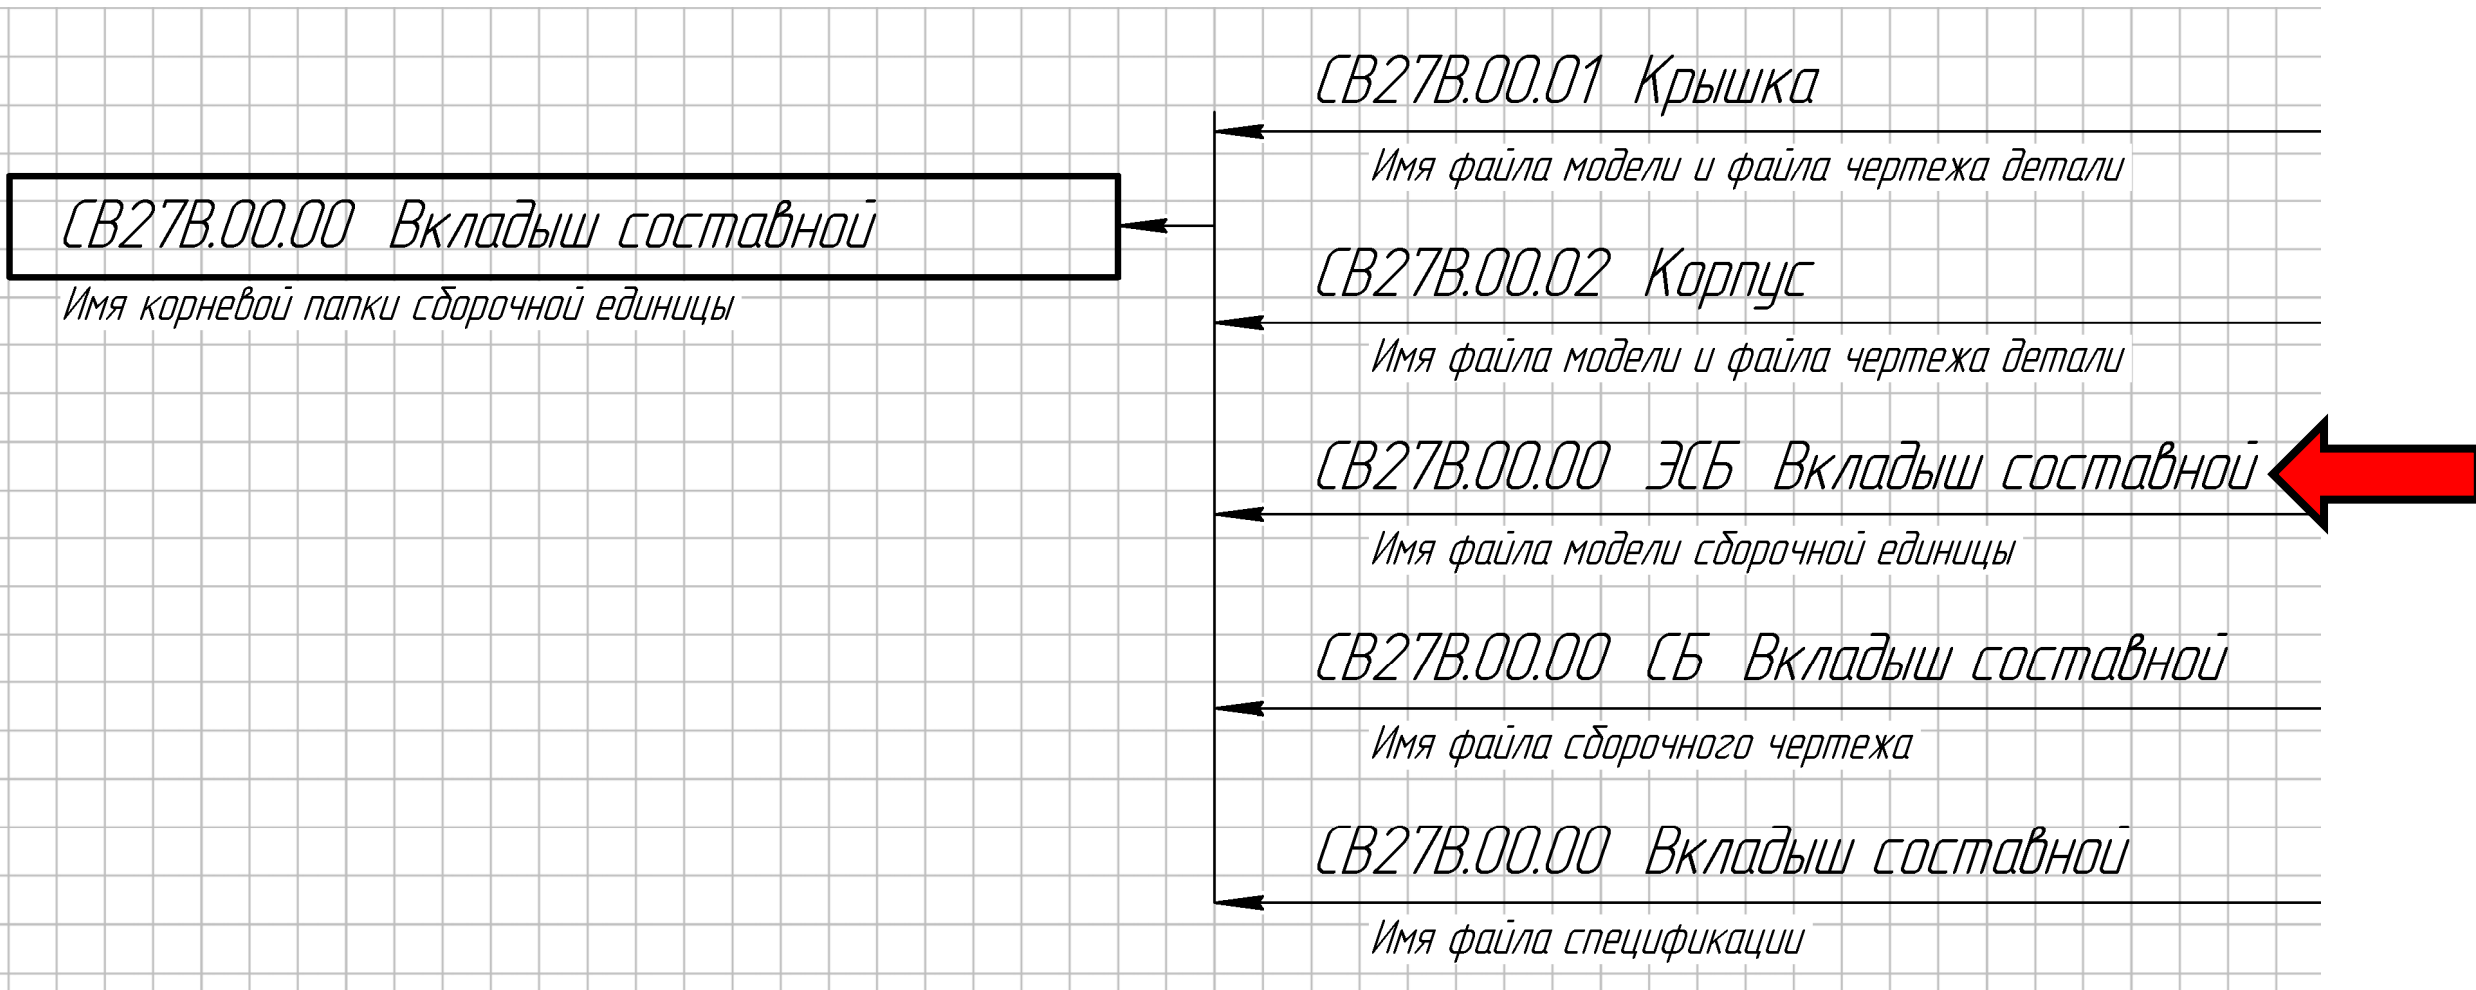 СВ27В.00.00 Вкладыш составной
Имя корневой папки сборочной единицы
СВ27В.00.01 Крышка
Имя файла модели и файла чертежа детали
СВ27В.00.02 Корпус
Имя файла модели и файла чертежа детали
СВ27В.00.00 ЭСБ Вкладыш составной
Имя файла модели сборочной единицы
СВ27В.00.00 СБ Вкладыш составной
Имя файла сборочного чертежа
СВ27В.00.00 Вкладыш составной
Имя файла спецификации